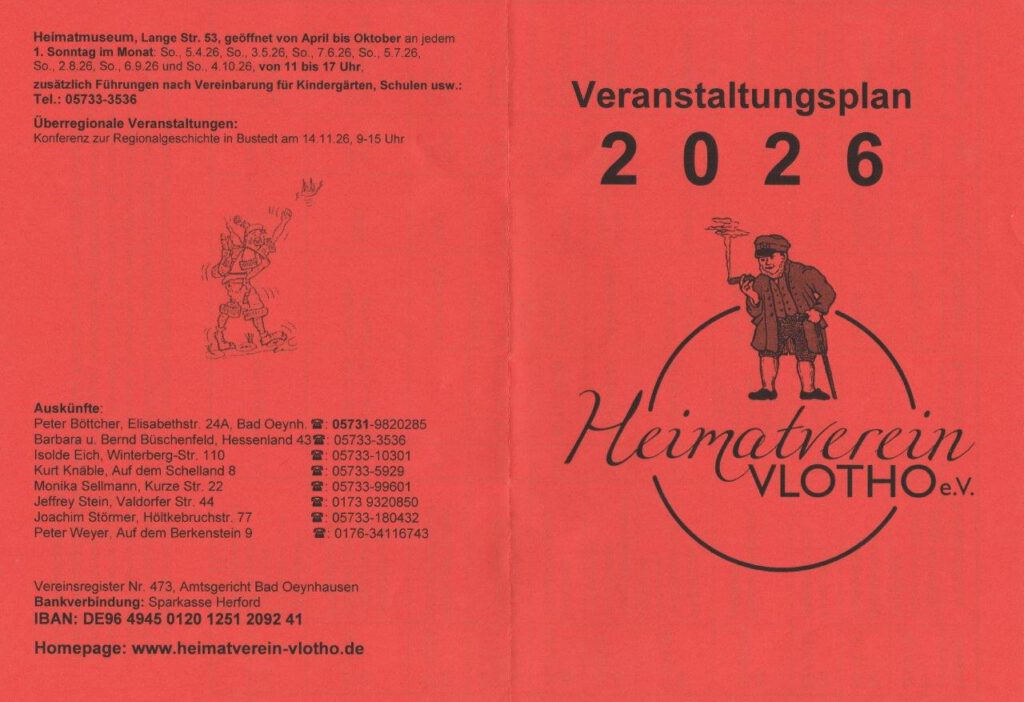 Heimatmuseum, Lange Str. 53, geöffnet von April bis Oktober an jedem
1. Sonntag im Monat: So., 5.4.26, So., 3.5.26, So., 7.6.26, So., 5.7.26,
So., 2.8.26, So., 6.9.26 und So., 4.10.26, von 11 bis 17 Uhr,
zusätzlich Führungen nach Vereinbarung für Kindergärten, Schulen usw.:
Tel.: 05733-3536
Überregionale Veranstaltungen:
Konferenz zur Regionalgeschichte in Bustedt am 14.11.26, 9-15 Uhr
Auskünfte:
Peter Böttcher, Elisabethstr. 24A, Bad Oeynh. ☎: 05731-9820285
Barbara u. Bernd Büschenfeld, Hessenland 43☎: 05733-3536
Isolde Eich, Winterberg-Str. 110 ☎: 05733-10301
Kurt Knäble, Auf dem Schelland 8 ☎: 05733-5929
Monika Sellmann, Kurze Str. 22 ☎: 05733-99601
Jeffrey Stein, Valdorfer Str. 44 ☎: 0173 9320850
Joachim Störmer, Höltkebruchstr. 77 ☎: 05733-180432
Peter Weyer, Auf dem Berkenstein 9 ☎: 0176-34116743
Vereinsregister Nr. 473, Amtsgericht Bad Oeynhausen
Bankverbindung: Sparkasse Herford
IBAN: DE96 4945 0120 1251 2092 41
Homepage: www.heimatverein-vlotho.de
Veranstaltungsplan
2 0 2 6
Heimatverein
VLOTHO e.V.